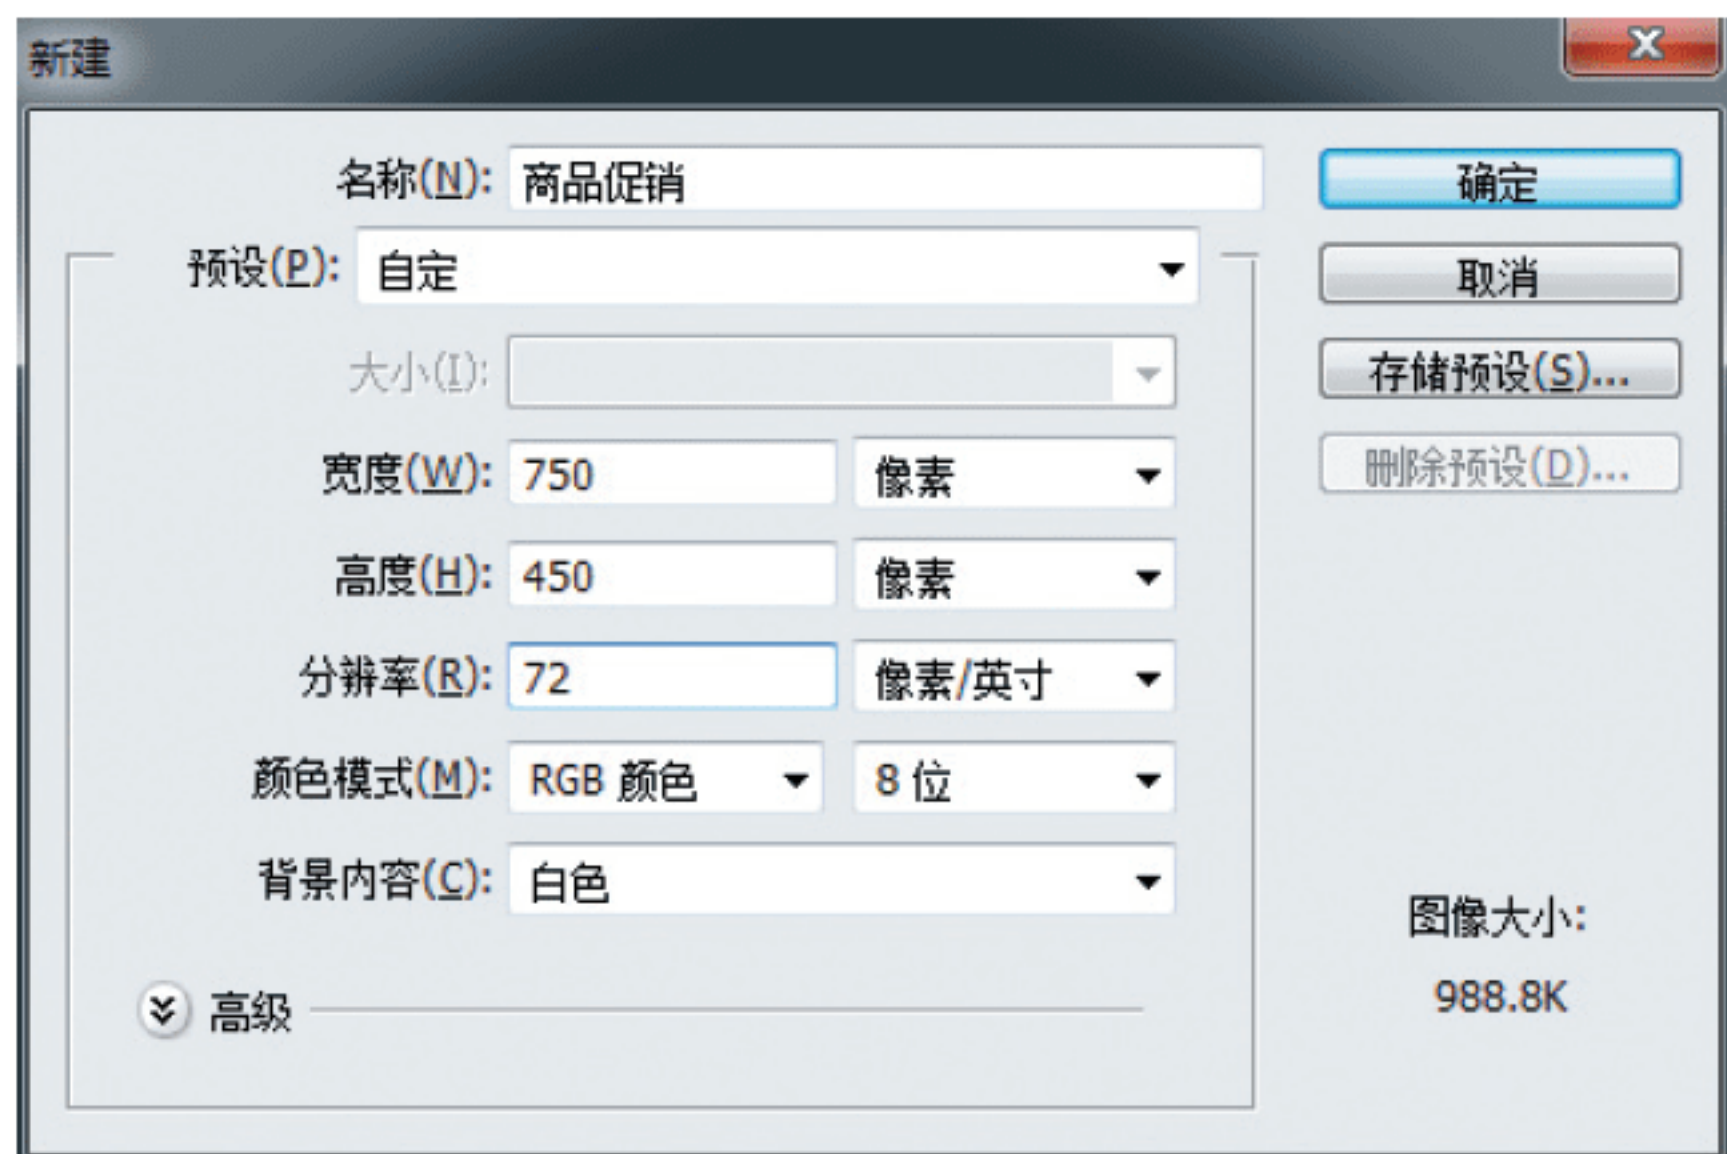 新建
名称(N): 商品促销
确定
预设(P): 自定
取消
大小(I):
存储预设(S)...
宽度(W): 750 像素
删除预设(D)...
高度(H): 450 像素
分辨率(R): 72 像素/英寸
颜色模式(M): RGB 颜色 8 位
背景内容(C): 白色
图像大小:
988.8K
高级